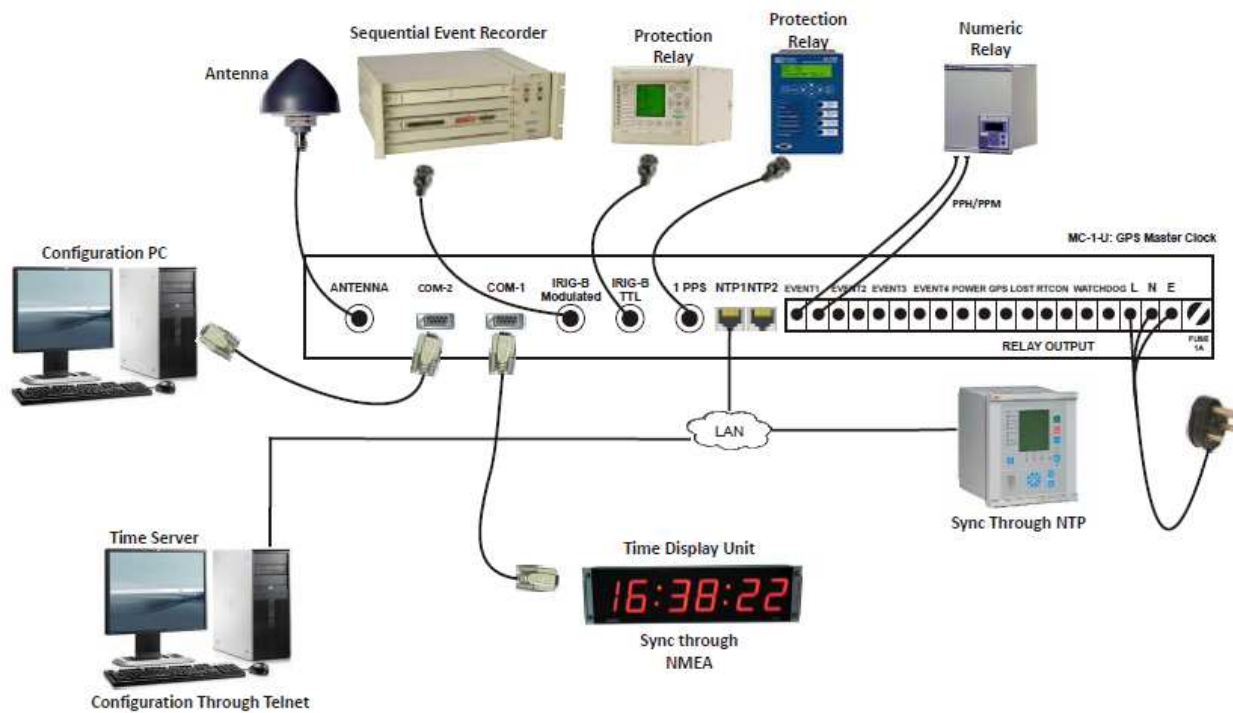 Sequential Event Recorder
Protection
Relay
Protection
Relay
Numeric
Relay
Antenna
PPH/PPM
Configuration PC
MC-1-U: GPS Master Clock
ANTENNA
COM-2
COM-1
IRIG-B
Modulated
IRIG-B
TTL
1 PPS
NTP1
NTP2
EVENT1
EVENT2
EVENT3
EVENT4
POWER
GPS LOST
RTCON
WATCHDOG
L
N
E
RELAY OUTPUT
FUSE
1A
LAN
Sync Through NTP
Time Server
Time Display Unit
16:38:22
Sync through
NMEA
Configuration Through Telnet